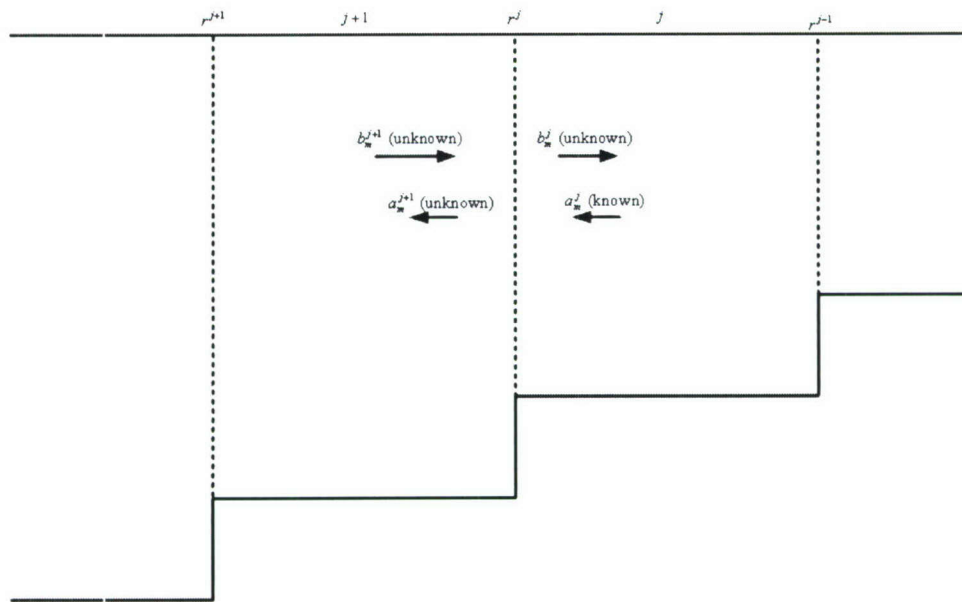 r^{j+1} j + 1 r^j j r^{j-1}
b_m^{j+1} (unknown) b_m^j (unknown)
a_m^{j+1} (unknown) a_m^j (known)